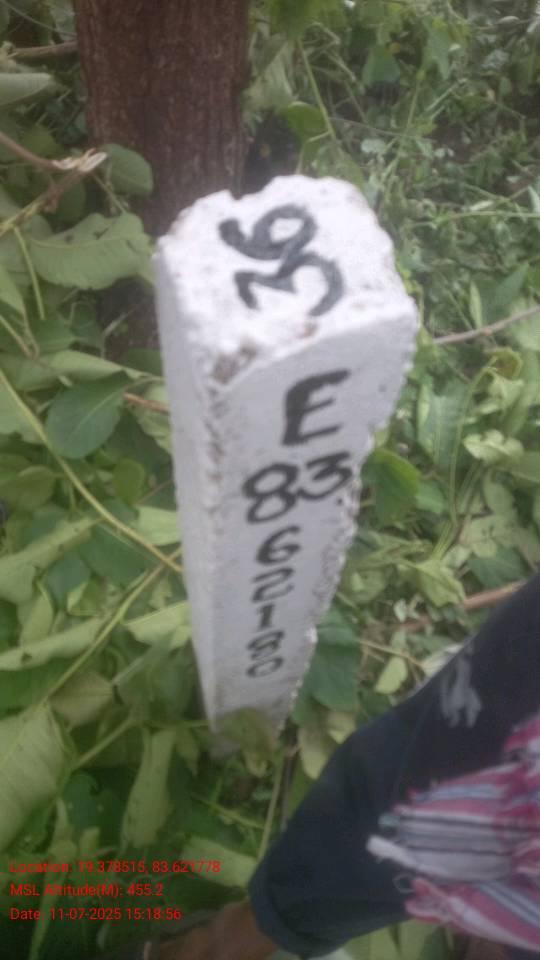 36
E
83
6
2
1
8
0
Location: 19.378515, 83.621778
MSL Altitude(M): 455.2
Date: 11-07-2025 15:18:56